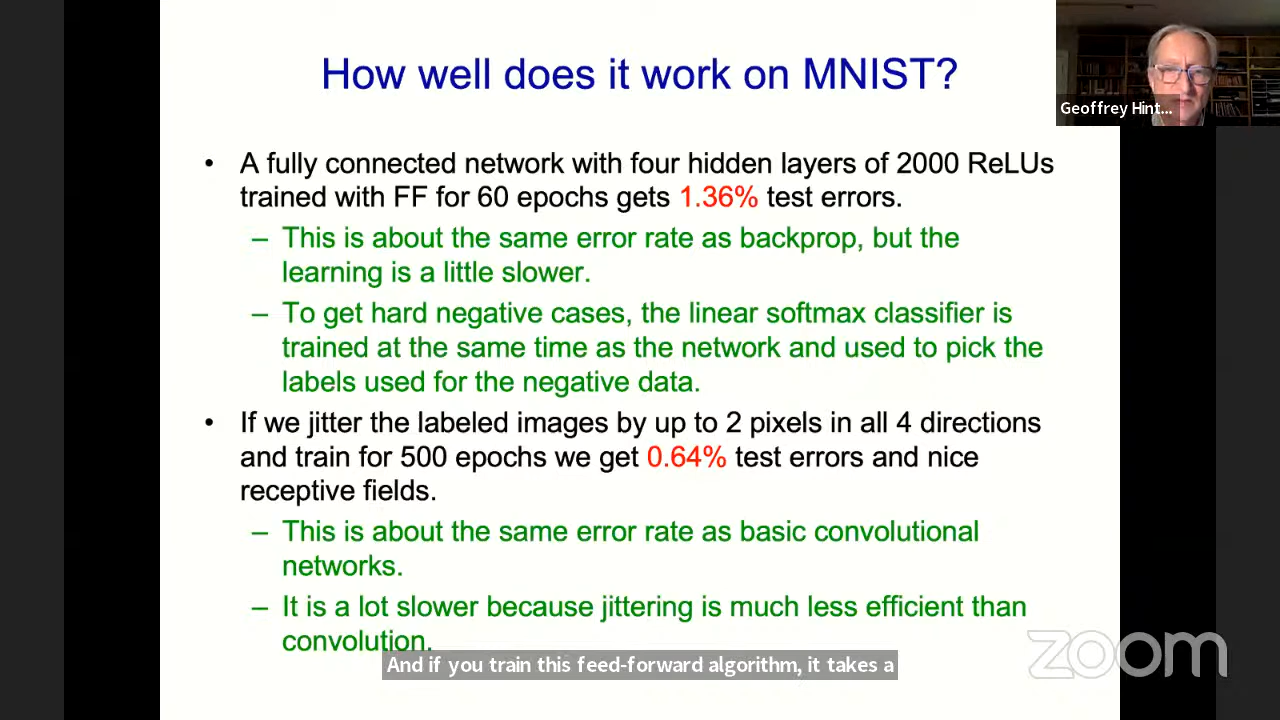 How well does it work on MNIST?
Geoffrey Hint...
• A fully connected network with four hidden layers of 2000 ReLUs
trained with FF for 60 epochs gets 1.36% test errors.
– This is about the same error rate as backprop, but the
learning is a little slower.
– To get hard negative cases, the linear softmax classifier is
trained at the same time as the network and used to pick the
labels used for the negative data.
• If we jitter the labeled images by up to 2 pixels in all 4 directions
and train for 500 epochs we get 0.64% test errors and nice
receptive fields.
– This is about the same error rate as basic convolutional
networks.
– It is a lot slower because jittering is much less efficient than
convolution.
And if you train this feed-forward algorithm, it takes a
zoom